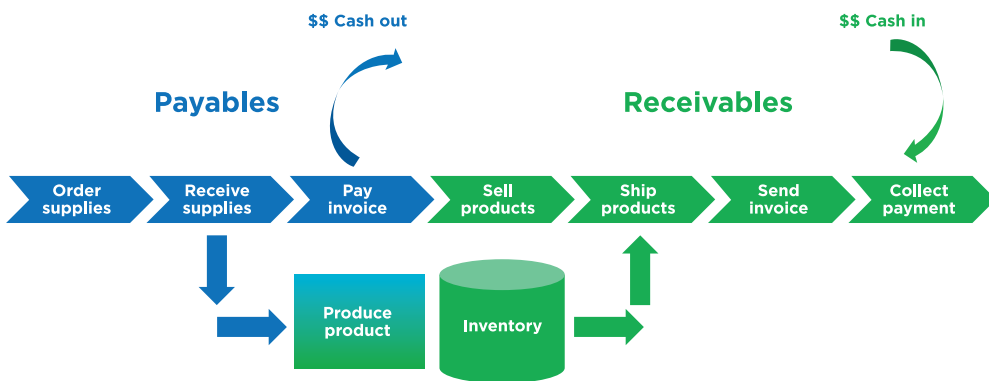 $$ Cash out
$$ Cash in
Payables
Receivables
Order
supplies
Receive
supplies
Pay
invoice
Sell
products
Ship
products
Send
invoice
Collect
payment
Produce
product
Inventory